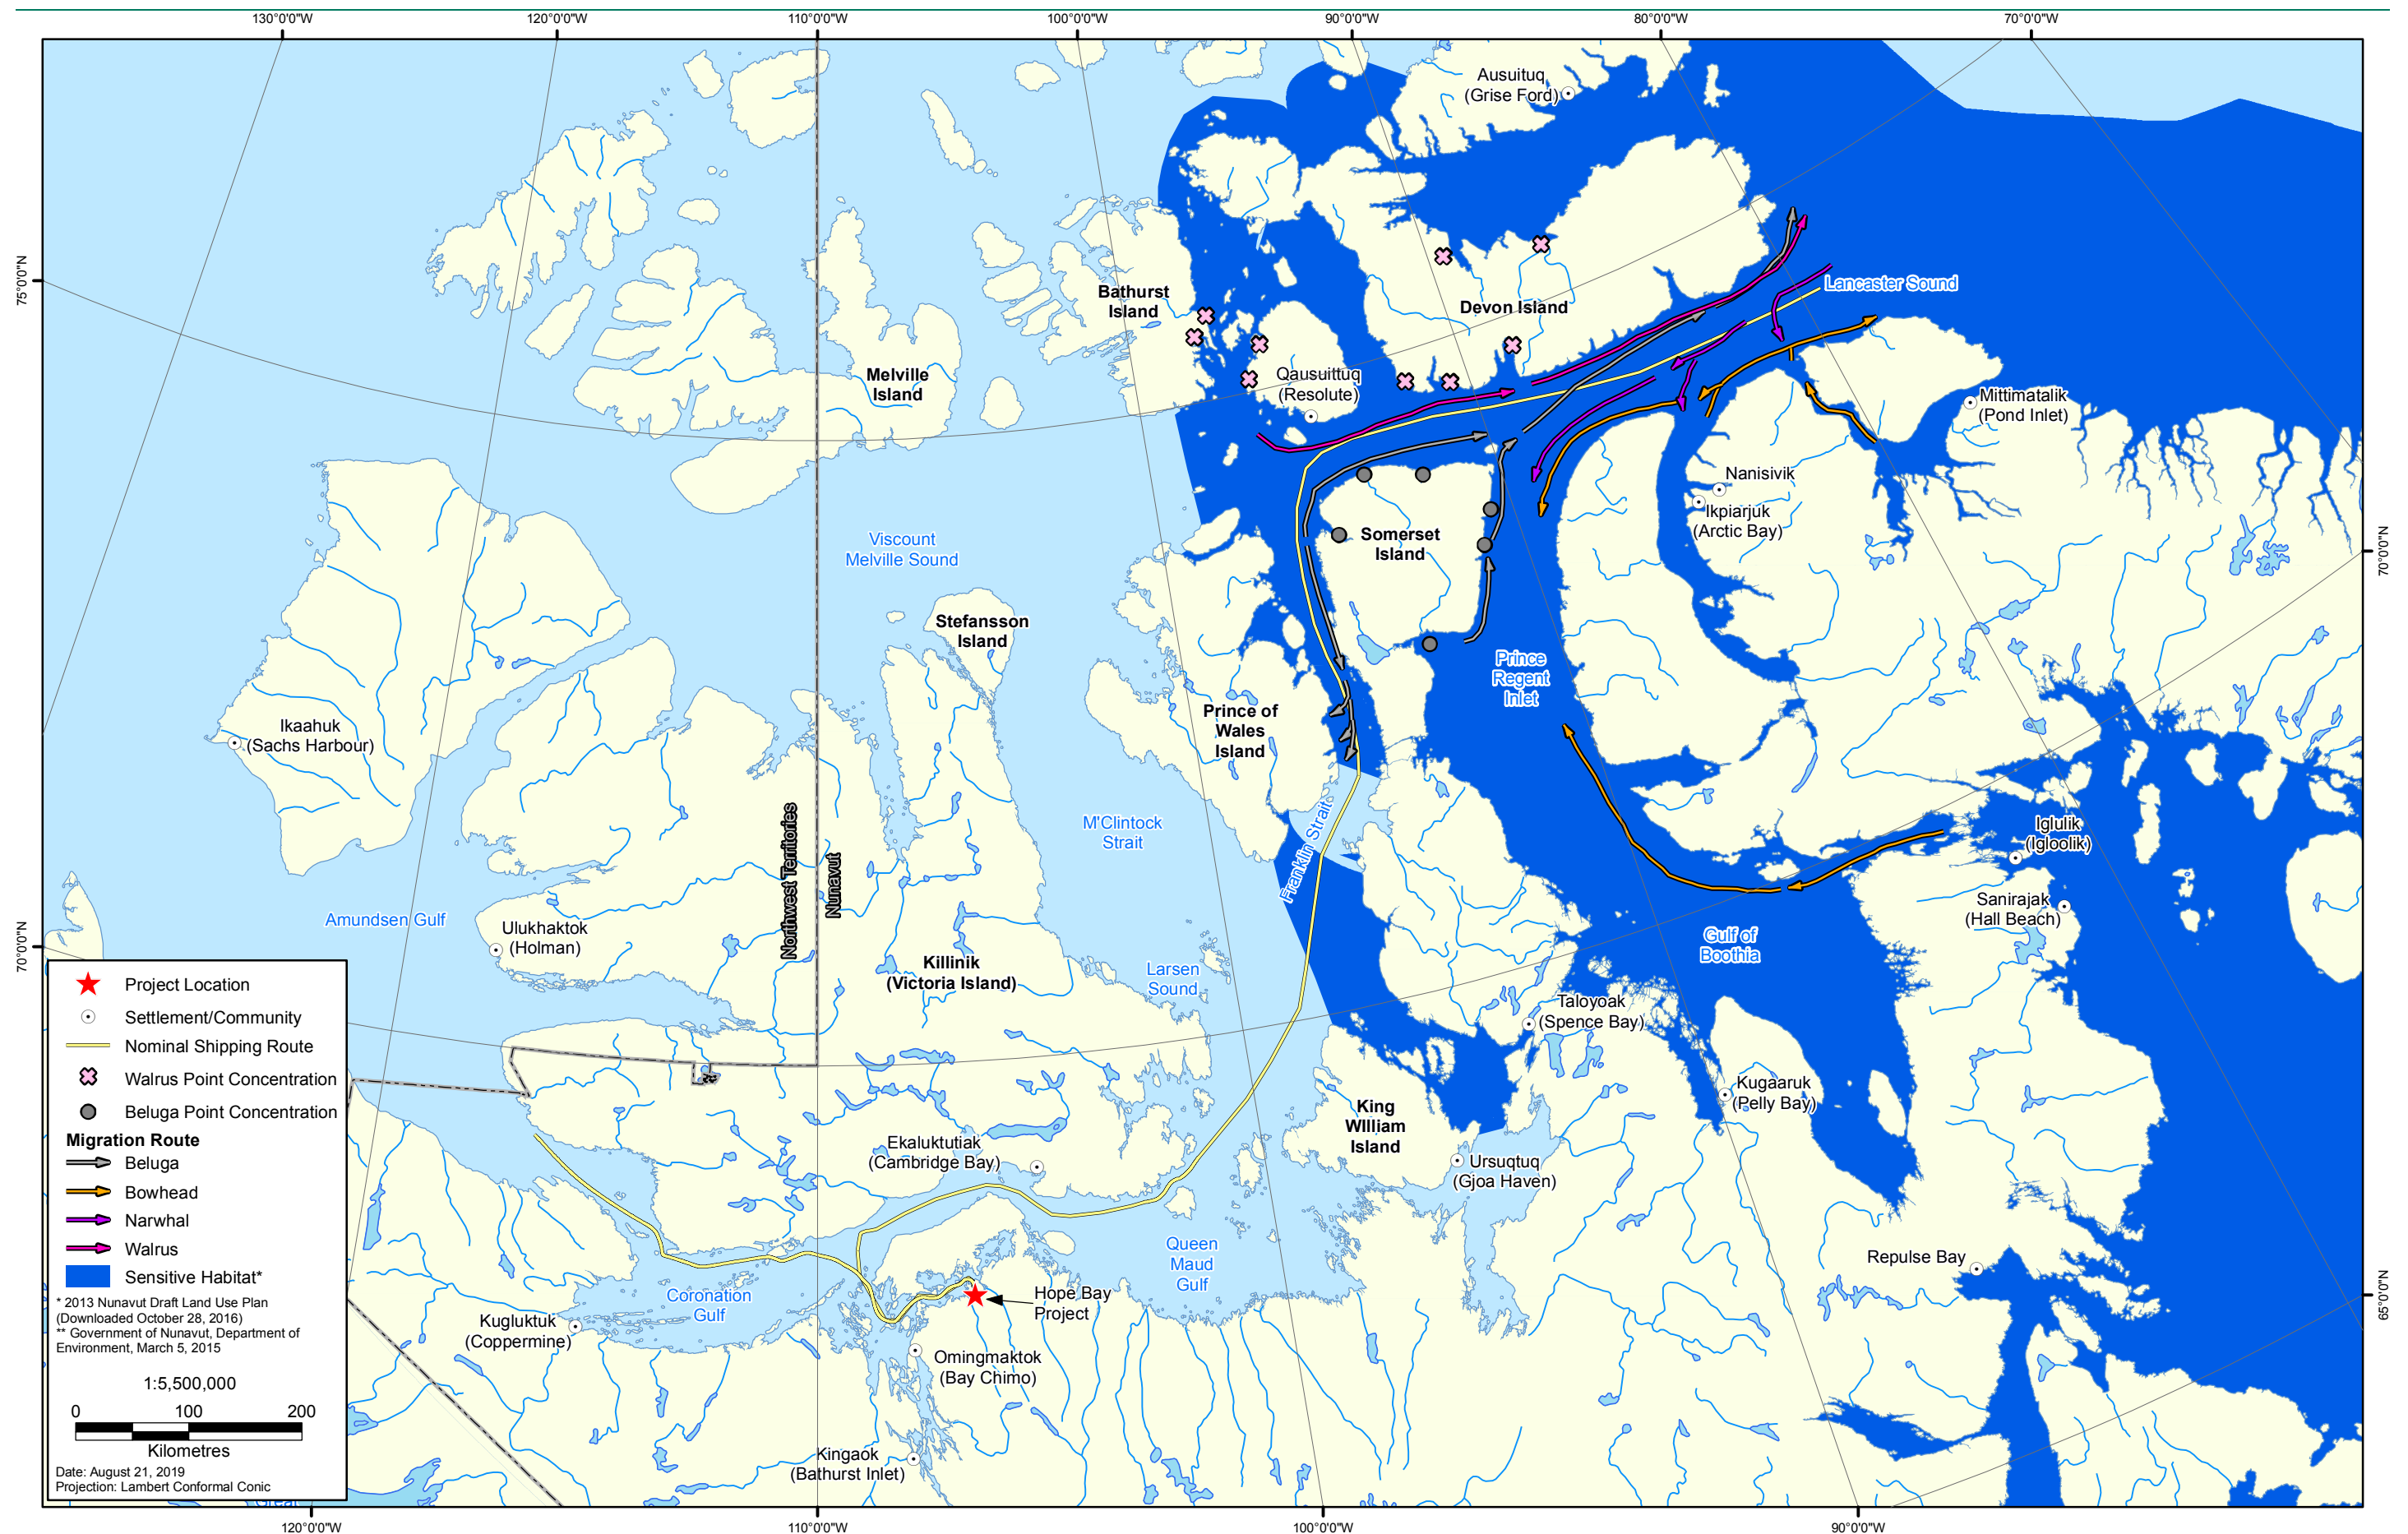 130°0'0"W
120°0'0"W
110°0'0"W
100°0'0"W
90°0'0"W
80°0'0"W
70°0'0"W
75°0'0"N
70°0'0"N
70°0'0"N
65°0'0"N
120°0'0"W
110°0'0"W
100°0'0"W
90°0'0"W
Ausuituq
(Grise Ford)
Lancaster Sound
Bathurst
Island
Devon Island
Melville
Island
Qausuittuq
(Resolute)
Mittimatalik
(Pond Inlet)
Nanisivik
Ikpiarjuk
(Arctic Bay)
Somerset
Island
Viscount
Melville Sound
Stefansson
Island
Prince
Regent
Inlet
Prince of
Wales
Island
Ikaahuk
(Sachs Harbour)
M'Clintock
Strait
Franklin Strait
Iglulik
(Igloolik)
Northwest Territories
Nunavut
Sanirajak
(Hall Beach)
Amundsen Gulf
Ulukhaktok
(Holman)
Gulf of
Boothia
Killinik
(Victoria Island)
Larsen
Sound
Taloyoak
(Spence Bay)
Kugaaruk
(Pelly Bay)
King
WIlliam
Island
Ekaluktutiak
(Cambridge Bay)
Ursuqtuq
(Gjoa Haven)
Queen
Maud
Gulf
Repulse Bay
Coronation
Gulf
Hope Bay
Project
Kugluktuk
(Coppermine)
Omingmaktok
(Bay Chimo)
Kingaok
(Bathurst Inlet)
Great
Project Location
Settlement/Community
Nominal Shipping Route
Walrus Point Concentration
Beluga Point Concentration
Migration Route
Beluga
Bowhead
Narwhal
Walrus
Sensitive Habitat*
* 2013 Nunavut Draft Land Use Plan
(Downloaded October 28, 2016)
** Government of Nunavut, Department of
Environment, March 5, 2015
1:5,500,000
0 100 200
Kilometres
Date: August 21, 2019
Projection: Lambert Conformal Conic